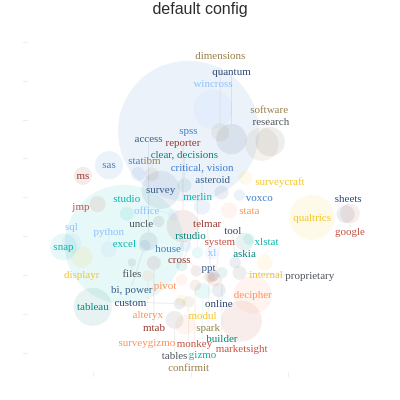 default config
dimensions
quantum
wincross
software
research
spss
access
reporter
clear, decisions
statibm
sas
critical, vision
ms
asteroid
surveycraft
survey
studio
merlin
voxco
sheets
jmp
office
stata
qualtrics
uncle
telmar
sql
python
rstudio
tool
google
snap
excel
house
system
xlstat
xl
askia
cross
displayr
files
ppt
internal
proprietary
bi, power
pivot
decipher
custom
online
tableau
alteryx
modul
mtab
spark
builder
surveygizmo
monkey
marketsight
tables
gizmo
confirmit